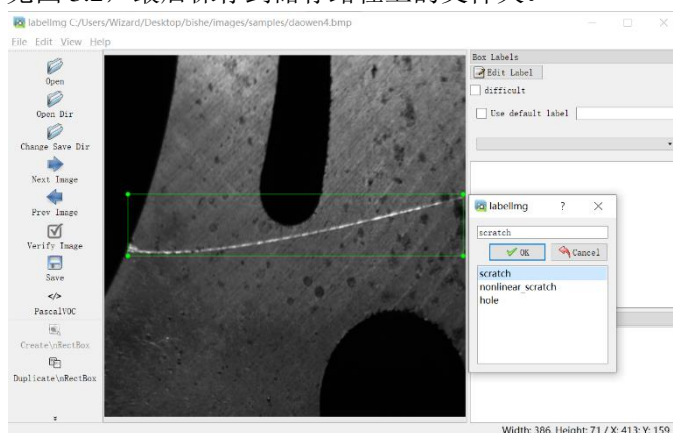 labelImg C:/Users/Wizard/Desktop/bishe/images/samples/daowen4.bmp
File Edit View Help
Open
Open Dir
Change Save Dir
Next Image
Prev Image
Verify Image
Save
</>
PascalVOC
Create\nRectBox
Duplicate\nRectBox
Box Labels
Edit Label
difficult
Use default label
labelImg ? ×
scratch
OK Cancel
scratch
nonlinear_scratch
hole
Width: 386, Height: 71 / X: 413; Y: 159